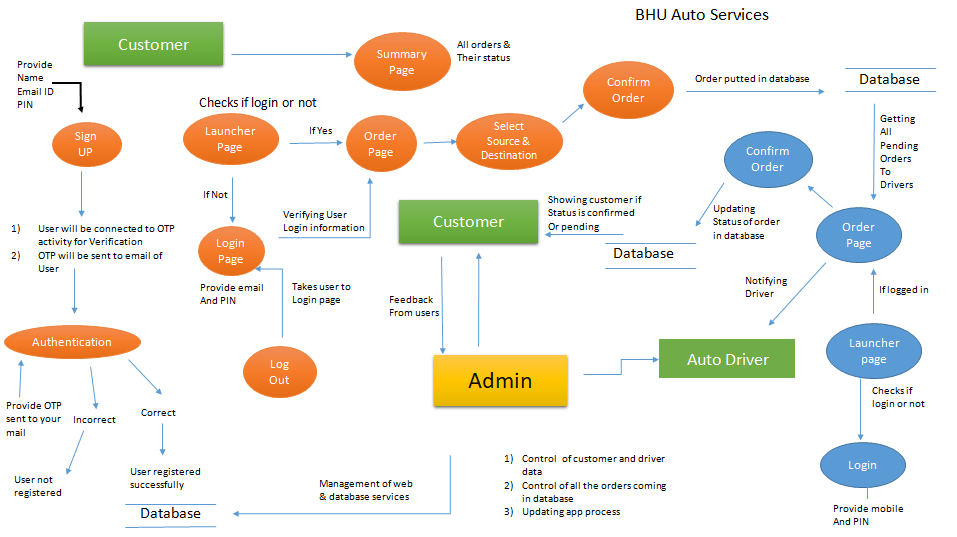 BHU Auto Services
Customer
Summary
Page
All orders &
Their status
Provide
Name
Email ID
PIN
Sign
UP
Checks if login or not
Launcher
Page
If Yes
Order
Page
Select
Source &
Destination
Confirm
Order
Order putted in database
Database
Getting
All
Pending
Orders
To
Drivers
Confirm
Order
Order
Page
Updating
Status of order
in database
Database
Showing customer if
Status is confirmed
Or pending
Customer
If Not
Verifying User
Login information
Login
Page
Provide email
And PIN
Takes user to
Login page
Log
Out
1) User will be connected to OTP
activity for Verification
2) OTP will be sent to email of
User
Authentication
Provide OTP
sent to your
mail
Incorrect
Correct
User not
registered
User registered
successfully
Database
Management of web
& database services
Feedback
From users
Admin
Notifying
Driver
Auto Driver
If logged in
Launcher
page
Checks if
login or not
Login
Provide mobile
And PIN
1) Control of customer and driver
data
2) Control of all the orders coming
in database
3) Updating app process